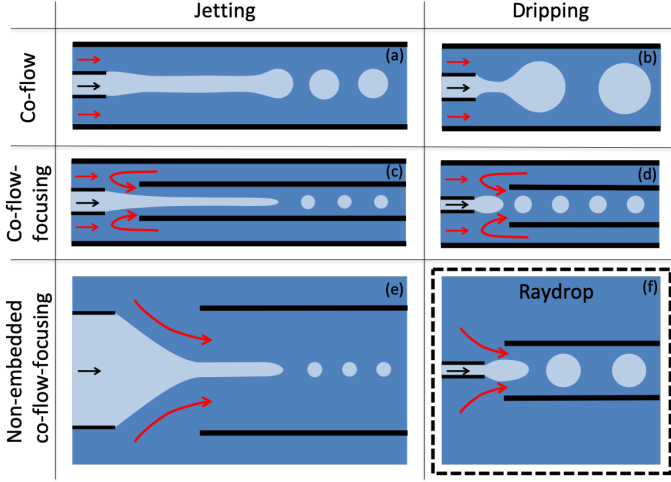 Jetting
Dripping
Co-flow
(a)
(b)
Co-flow-
focusing
(c)
(d)
Non-embedded
co-flow-focusing
(e)
Raydrop
(f)